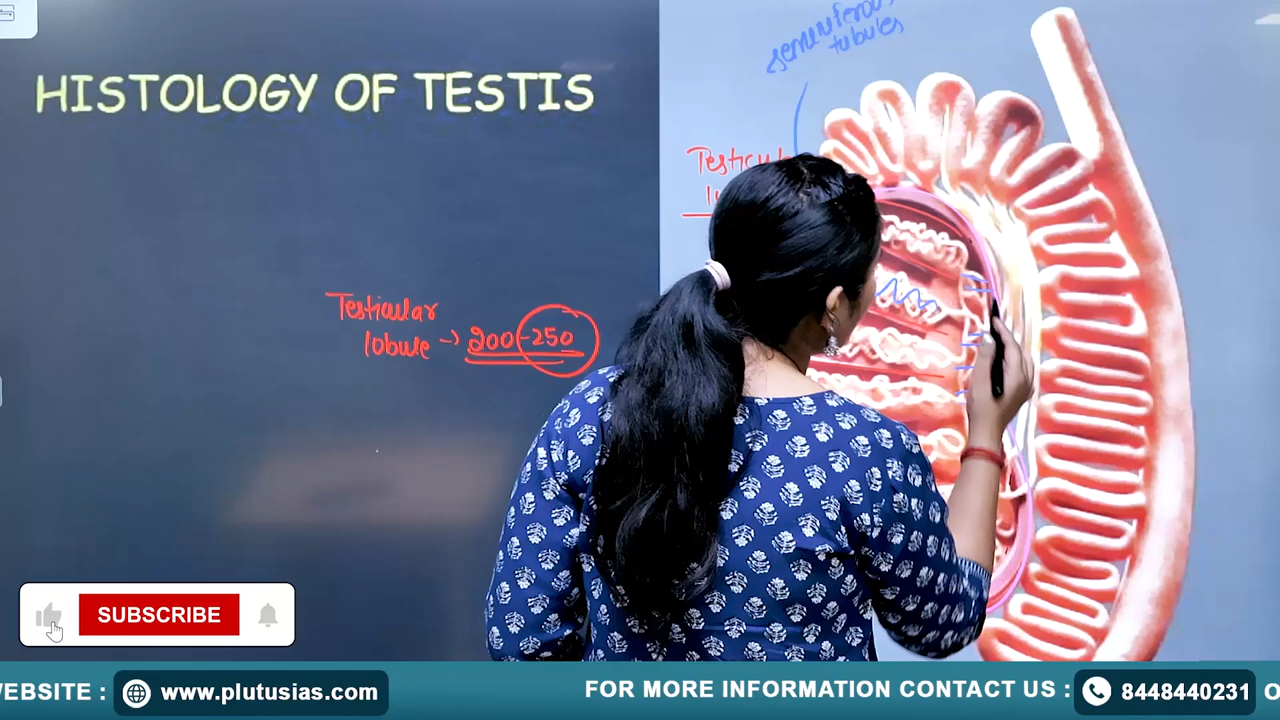 HISTOLOGY OF TESTIS
seminiferous
tubules
Testicular
lobule → 200-250
SUBSCRIBE
WEBSITE : www.plutusias.com
FOR MORE INFORMATION CONTACT US : 8448440231